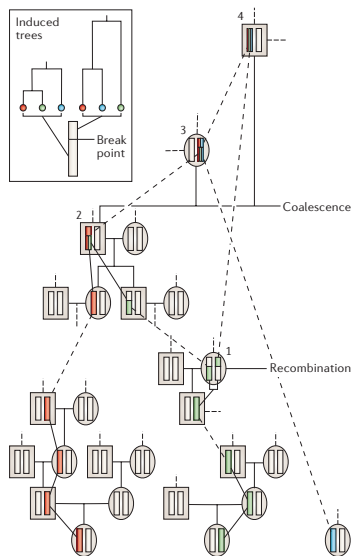 Induced
trees
Break
point
4
3
Coalescence
2
1
Recombination